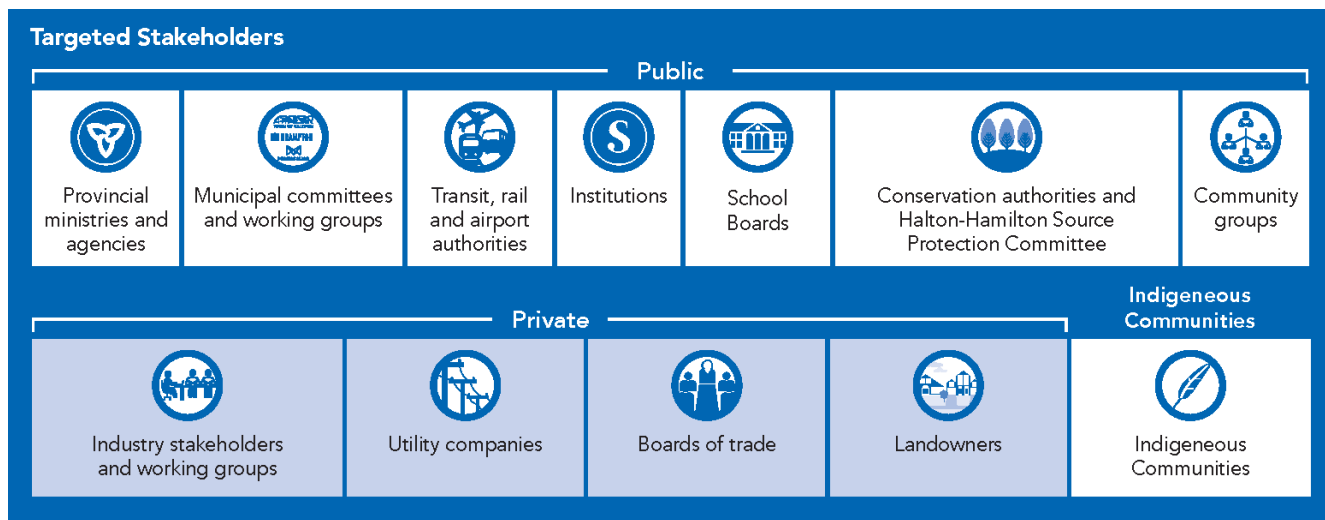 Targeted Stakeholders
Public
Provincial
ministries and
agencies
Municipal committees
and working groups
Transit, rail
and airport
authorities
S
Institutions
School
Boards
Conservation authorities and
Halton-Hamilton Source
Protection Committee
Community
groups
Private
Indigeneous
Communities
Industry stakeholders
and working groups
Utility companies
Boards of trade
Landowners
Indigeneous
Communities